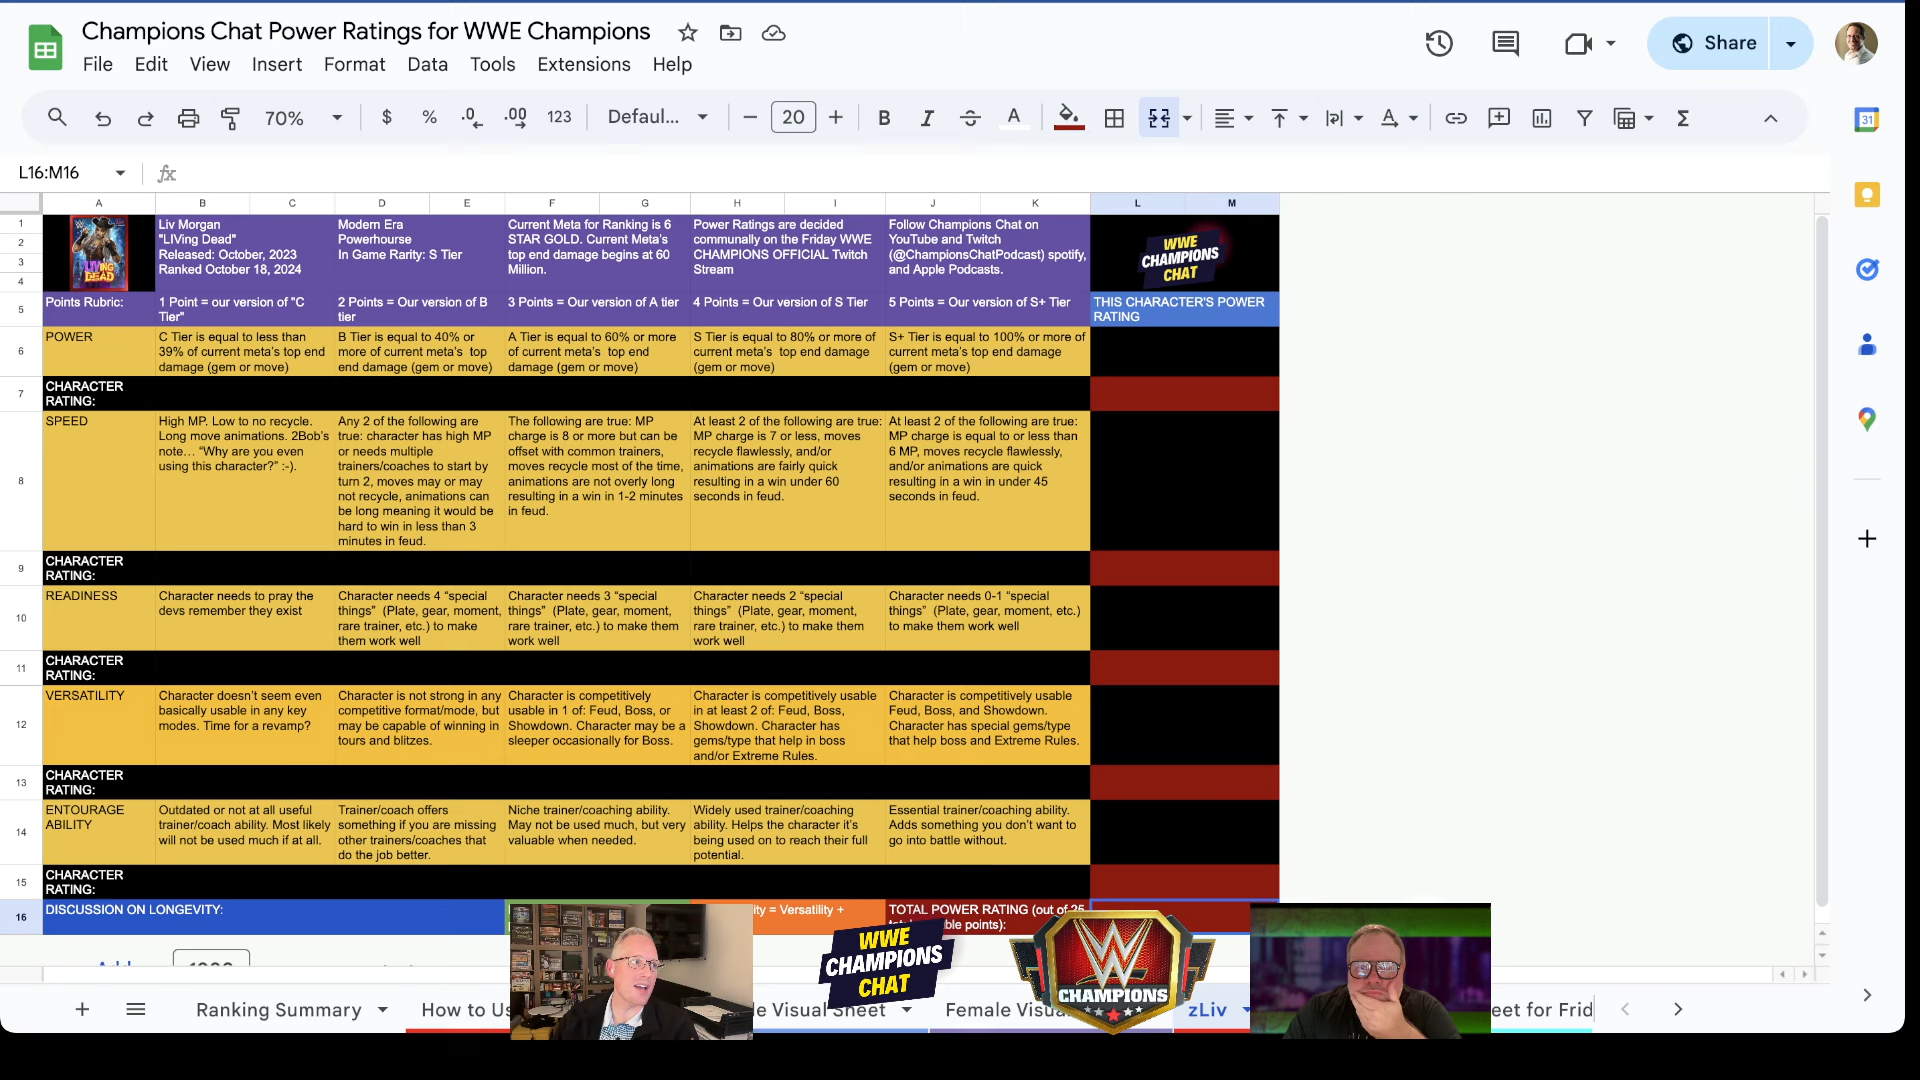 Champions Chat Power Ratings for WWE Champions
File Edit View Insert Format Data Tools Extensions Help
Share
70% $ % .0 .00 123 Defaul... 20 B I A
31
L16:M16 fx
A B C D E F G H I J K L M
1
2
3
4
LIVING DEAD
Liv Morgan
"LIVing Dead"
Released: October, 2023
Ranked October 18, 2024
Modern Era
Powerhourse
In Game Rarity: S Tier
Current Meta for Ranking is 6
STAR GOLD. Current Meta's
top end damage begins at 60
Million.
Power Ratings are decided
communally on the Friday WWE
CHAMPIONS OFFICIAL Twitch
Stream
Follow Champions Chat on
YouTube and Twitch
(@ChampionsChatPodcast) spotify,
and Apple Podcasts.
WWE
CHAMPIONS
CHAT
5
Points Rubric:
1 Point = our version of "C
Tier"
2 Points = Our version of B
tier
3 Points = Our version of A tier
4 Points = Our version of S Tier
5 Points = Our version of S+ Tier
THIS CHARACTER'S POWER
RATING
6
POWER
C Tier is equal to less than
39% of current meta's top end
damage (gem or move)
B Tier is equal to 40% or
more of current meta's top
end damage (gem or move)
A Tier is equal to 60% or more
of current meta's top end
damage (gem or move)
S Tier is equal to 80% or more of
current meta's top end damage
(gem or move)
S+ Tier is equal to 100% or more of
current meta's top end damage
(gem or move)
7
CHARACTER
RATING:
8
SPEED
High MP. Low to no recycle.
Long move animations. 2Bob's
note… "Why are you even
using this character?" :-).
Any 2 of the following are
true: character has high MP
or needs multiple
trainers/coaches to start by
turn 2, moves may or may
not recycle, animations can
be long meaning it would be
hard to win in less than 3
minutes in feud.
The following are true: MP
charge is 8 or more but can be
offset with common trainers,
moves recycle most of the time,
animations are not overly long
resulting in a win in 1-2 minutes
in feud.
At least 2 of the following are true:
MP charge is 7 or less, moves
recycle flawlessly, and/or
animations are fairly quick
resulting in a win under 60
seconds in feud.
At least 2 of the following are true:
MP charge is equal to or less than
6 MP, moves recycle flawlessly,
and/or animations are quick
resulting in a win in under 45
seconds in feud.
9
CHARACTER
RATING:
10
READINESS
Character needs to pray the
devs remember they exist
Character needs 4 "special
things" (Plate, gear, moment,
rare trainer, etc.) to make
them work well
Character needs 3 "special
things" (Plate, gear, moment,
rare trainer, etc.) to make them
work well
Character needs 2 "special
things" (Plate, gear, moment,
rare trainer, etc.) to make them
work well
Character needs 0-1 "special
things" (Plate, gear, moment, etc.)
to make them work well
11
CHARACTER
RATING:
12
VERSATILITY
Character doesn't seem even
basically usable in any key
modes. Time for a revamp?
Character is not strong in any
competitive format/mode, but
may be capable of winning in
tours and blitzes.
Character is competitively
usable in 1 of: Feud, Boss, or
Showdown. Character may be a
sleeper occasionally for Boss.
Character is competitively usable
in at least 2 of: Feud, Boss,
Showdown. Character has
gems/type that help in boss
and/or Extreme Rules.
Character is competitively usable
Feud, Boss, and Showdown.
Character has special gems/type
that help boss and Extreme Rules.
13
CHARACTER
RATING:
14
ENTOURAGE
ABILITY
Outdated or not at all useful
trainer/coach ability. Most likely
will not be used much if at all.
Trainer/coach offers
something if you are missing
other trainers/coaches that
do the job better.
Niche trainer/coaching ability.
May not be used much, but very
valuable when needed.
Widely used trainer/coaching
ability. Helps the character it's
being used on to reach their full
potential.
Essential trainer/coaching ability.
Adds something you don't want to
go into battle without.
15
CHARACTER
RATING:
16
DISCUSSION ON LONGEVITY:
ity = Versatility +
TOTAL POWER RATING (out of 25
ble points):
WWE
CHAMPIONS
CHAT
CHAMPIONS
Ranking Summary How to Us le Visual Sheet Female Visua zLiv eet for Frid